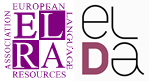 EUROPEAN
ASSOCIATION
ELRA
LANGUAGE
RESOURCES
elDa